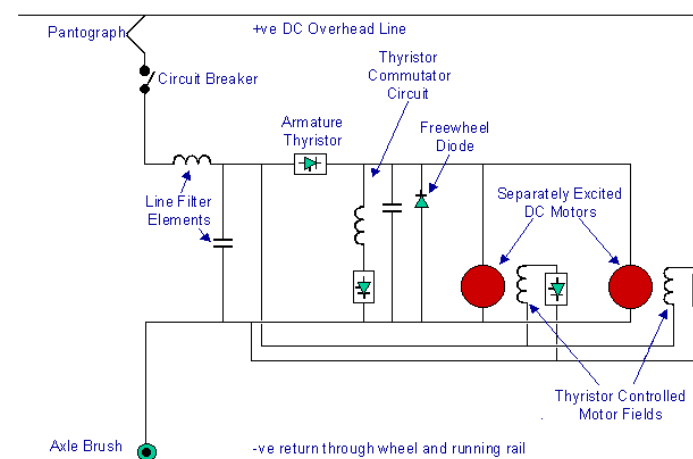 Pantograph
+ve DC Overhead Line
Circuit Breaker
Thyristor
Commutator
Circuit
Armature
Thyristor
Freewheel
Diode
Line Filter
Elements
Separately Excited
DC Motors
Thyristor Controlled
Motor Fields
Axle Brush
-ve return through wheel and running rail